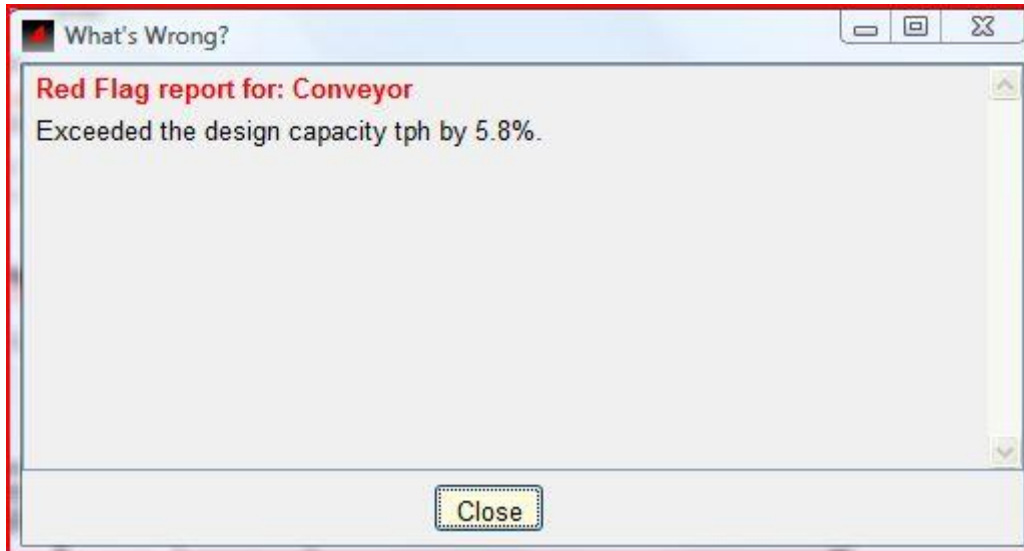 What's Wrong?
Red Flag report for: Conveyor
Exceeded the design capacity tph by 5.8%.
Close